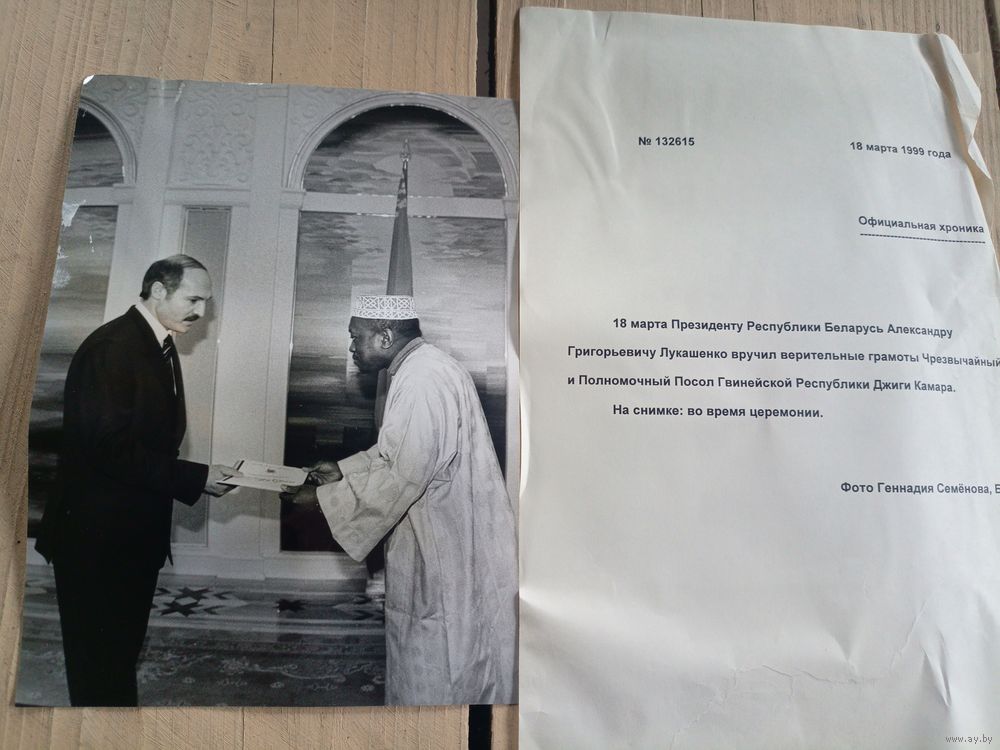 № 132615
18 марта 1999 года
Официальная хроника
18 марта Президенту Республики Беларусь Александру
Григорьевичу Лукашенко вручил верительные грамоты Чрезвычайный
и Полномочный Посол Гвинейской Республики Джиги Камара.
На снимке: во время церемонии.
Фото Геннадия Семёнова, Б
www.ay.by